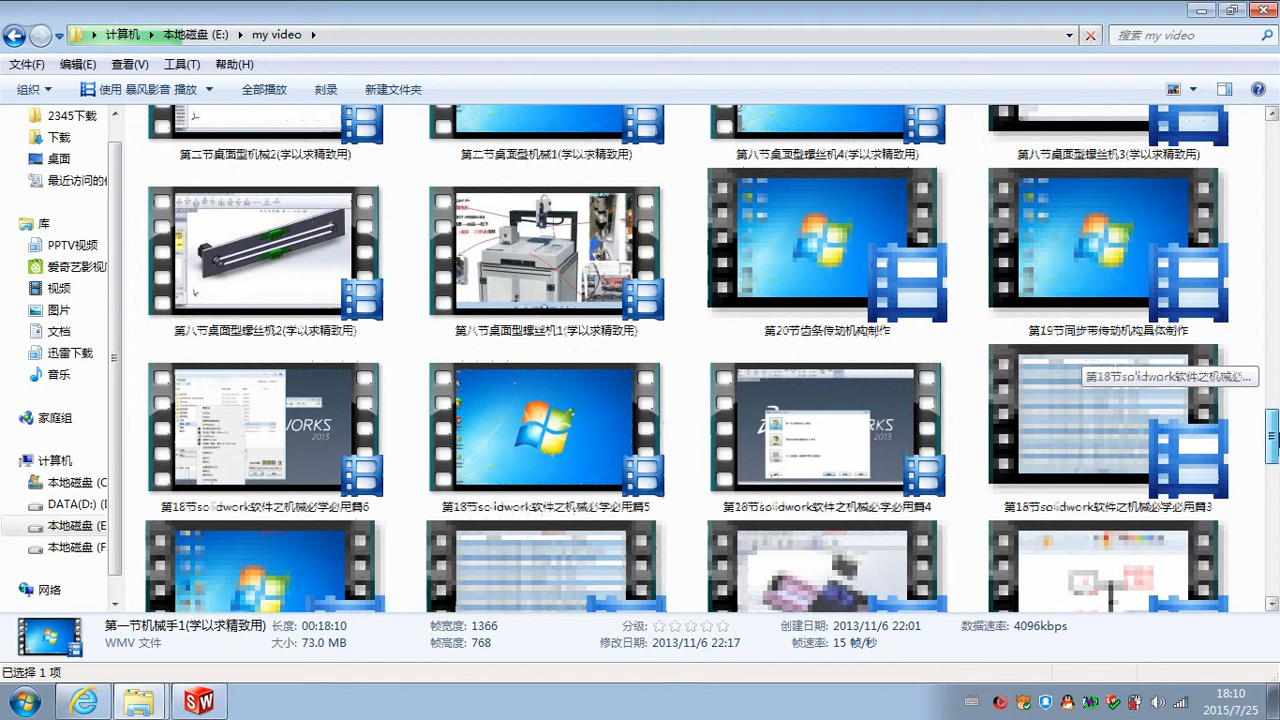 计算机 本地磁盘 (E:) my video 搜索 my video
文件(F) 编辑(E) 查看(V) 工具(T) 帮助(H)
组织 使用 暴风影音 播放 全部播放 刻录 新建文件夹
2345下载
下载
桌面
最近访问的
库
PPTV视频
爱奇艺影视
视频
图片
文档
迅雷下载
音乐
家庭组
计算机
本地磁盘 (C
DATA(D:) (
本地磁盘 (E
本地磁盘 (F
网络
第二节桌面型机械2(学以求精致用) 第二节桌面型机械1(学以求精致用) 第八节桌面型螺丝机4(学以求精致用) 第八节桌面型螺丝机3(学以求精致用)
第八节桌面型螺丝机2(学以求精致用) 第八节桌面型螺丝机1(学以求精致用) 第20节齿条传动机构制作 第19节同步带传动机构具体制作
第18节solidwork软件之机械必...
WORKS
2013
第18节solidwork软件之机械必学必用篇6 第18节solidwork软件之机械必学必用篇5 第18节solidwork软件之机械必学必用篇4 第18节solidwork软件之机械必学必用篇3
第一节机械手1(学以求精致用) 长度: 00:18:10 帧宽度: 1366 分级: 创建日期: 2013/11/6 22:01 数据速率: 4096kbps
WMV 文件 大小: 73.0 MB 帧高度: 768 修改日期: 2013/11/6 22:17 帧速率: 15 帧/秒
已选择 1 项
18:10
2015/7/25